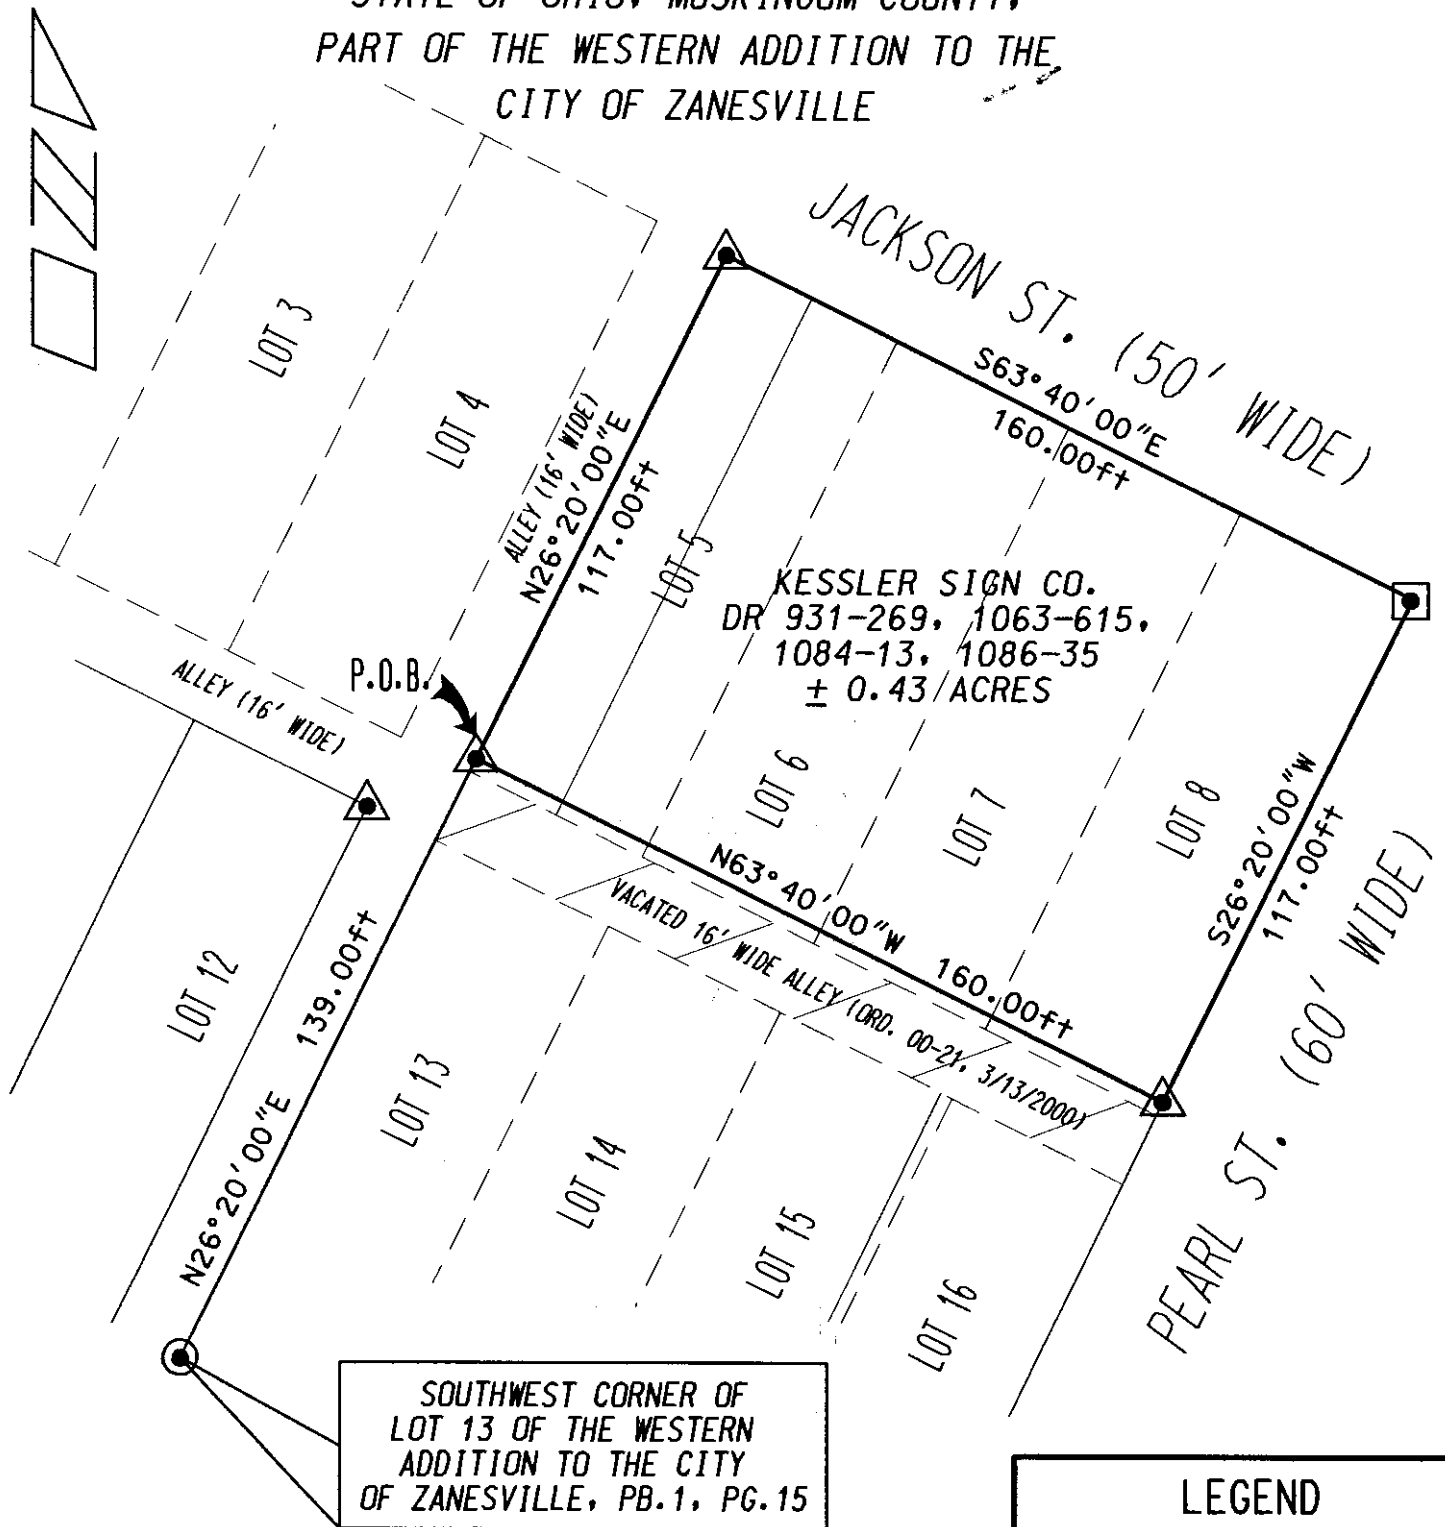 STATE OF OHIO, MUSKINGUM COUNTY,
PART OF THE WESTERN ADDITION TO THE
CITY OF ZANESVILLE
JACKSON ST. (50' WIDE)
S63°40'00"E
160.00ft
LOT 3
LOT 4
ALLEY (16' WIDE)
N26°20'00"E
117.00ft
LOT 5
KESSLER SIGN CO.
DR 931-269, 1063-615,
1084-13, 1086-35
± 0.43 ACRES
P.O.B.
ALLEY (16' WIDE)
LOT 6
LOT 7
LOT 8
S26°20'00"W
117.00ft
N63°40'00"W
160.00ft
VACATED 16' WIDE ALLEY (ORD. 00-21, 3/13/2000)
PEARL ST. (60' WIDE)
LOT 12
139.00ft
N26°20'00"E
LOT 13
LOT 14
LOT 15
LOT 16
SOUTHWEST CORNER OF
LOT 13 OF THE WESTERN
ADDITION TO THE CITY
OF ZANESVILLE, PB.1, PG.15
LEGEND